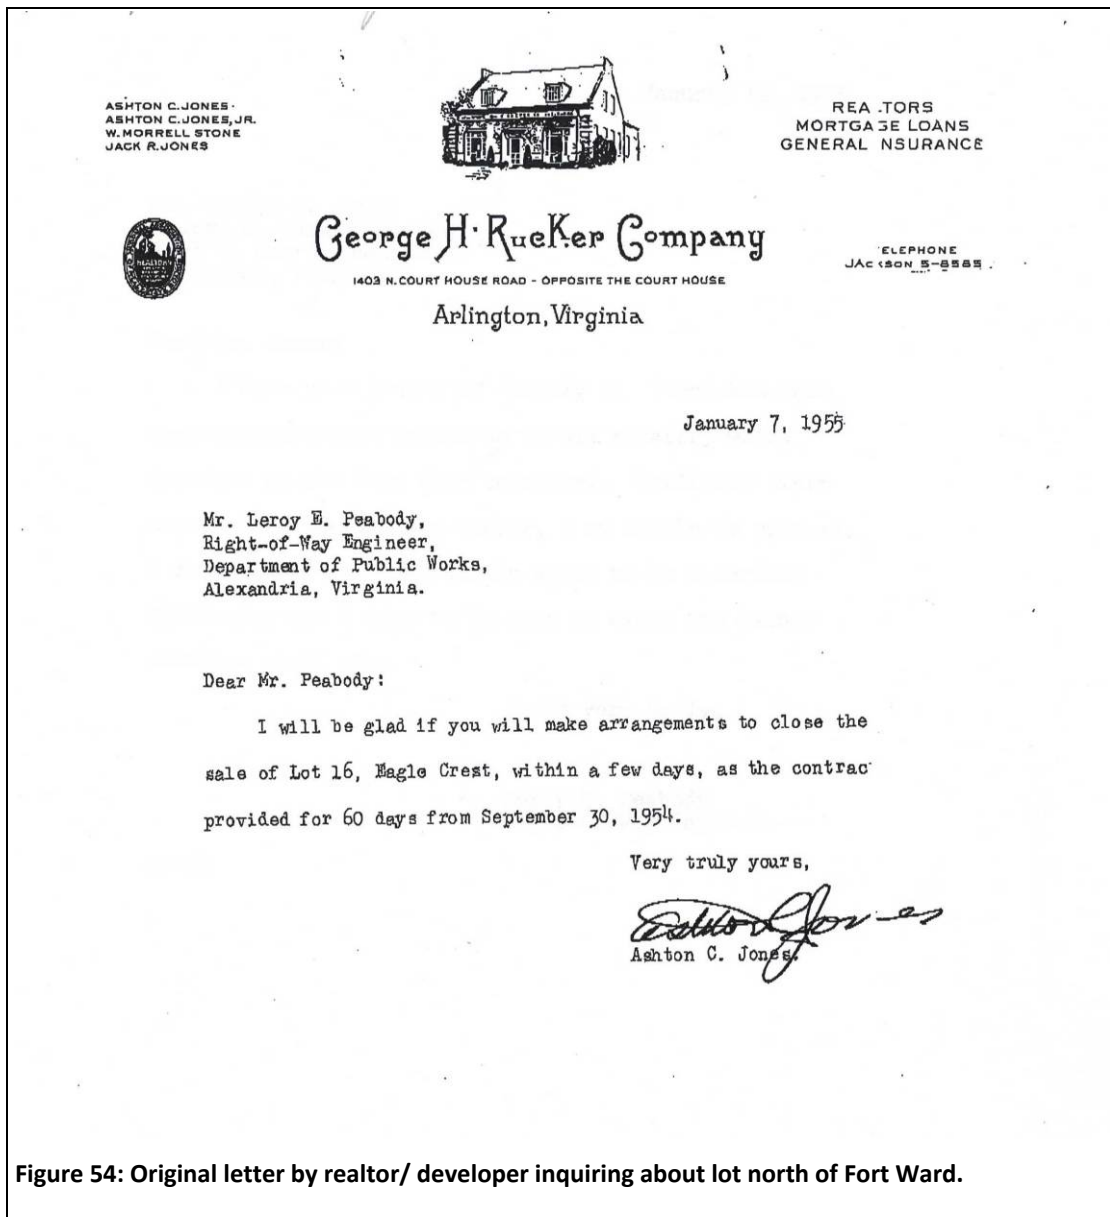 ASHTON C. JONES
ASHTON C. JONES, JR.
W. MORRELL STONE
JACK R. JONES
REA TORS
MORTGAGE LOANS
GENERAL NSURANCE
George H. Rucker Company
1403 N. COURT HOUSE ROAD - OPPOSITE THE COURT HOUSE
Arlington, Virginia
ELEPHONE
JACKSON 5-8585
January 7, 1955
Mr. Leroy E. Peabody,
Right-of-Way Engineer,
Department of Public Works,
Alexandria, Virginia.
Dear Mr. Peabody:
I will be glad if you will make arrangements to close the
sale of Lot 16, Eagle Crest, within a few days, as the contrac
provided for 60 days from September 30, 1954.
Very truly yours,
Ashton C Jones
Ashton C. Jones.
Figure 54: Original letter by realtor/ developer inquiring about lot north of Fort Ward.